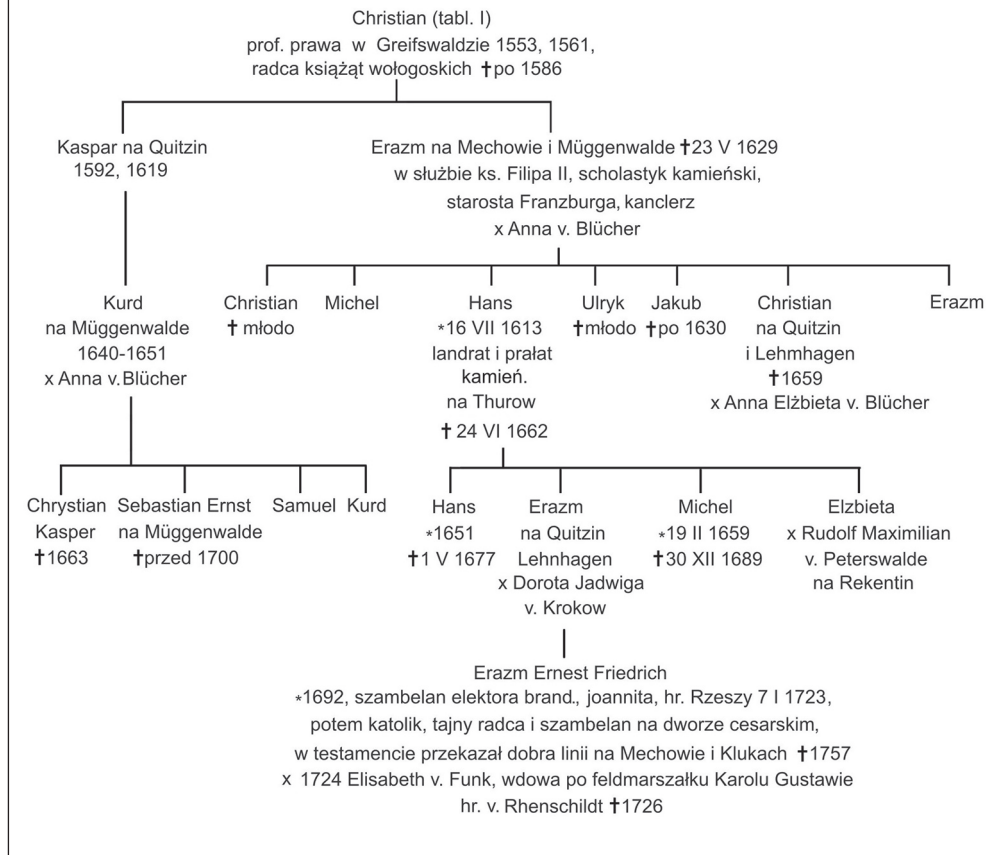 Christian (tabl. I)
prof. prawa w Greifswaldzie 1553, 1561,
radca książąt wołogoskich ✝po 1586
Kaspar na Quitzin
1592, 1619
Erazm na Mechowie i Müggenwalde ✝23 V 1629
w służbie ks. Filipa II, scholastyk kamieński,
starosta Franzburga, kanclerz
x Anna v. Blücher
Kurd
na Müggenwalde
1640-1651
x Anna v.Blücher
Christian
✝ młodo
Michel
Hans
*16 VII 1613
landrat i prałat
kamień.
na Thurow
✝ 24 VI 1662
Ulryk
✝młodo
Jakub
✝po 1630
Christian
na Quitzin
i Lehmhagen
✝1659
x Anna Elżbieta v. Blücher
Erazm
Chrystian
Kasper
✝1663
Sebastian Ernst
na Müggenwalde
✝przed 1700
Samuel
Kurd
Hans
*1651
✝1 V 1677
Erazm
na Quitzin
Lehnhagen
x Dorota Jadwiga
v. Krokow
Michel
*19 II 1659
✝30 XII 1689
Elzbieta
x Rudolf Maximilian
v. Peterswalde
na Rekentin
Erazm Ernest Friedrich
*1692, szambelan elektora brand., joannita, hr. Rzeszy 7 I 1723,
potem katolik, tajny radca i szambelan na dworze cesarskim,
w testamencie przekazał dobra linii na Mechowie i Klukach ✝1757
x 1724 Elisabeth v. Funk, wdowa po feldmarszałku Karolu Gustawie
hr. v. Rhenschildt ✝1726